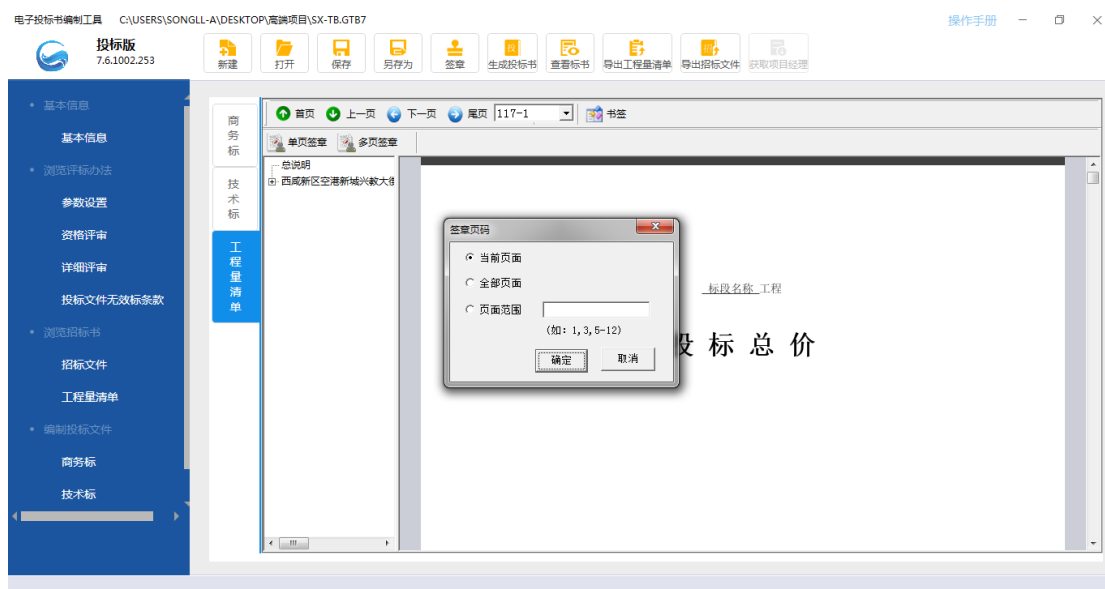 电子投标书编制工具 C:\USERS\SONGLL-A\DESKTOP\高端项目\SX-TB.GTB7 操作手册
投标版
7.6.1002.253
新建 打开 保存 另存为 签章 生成投标书 查看标书 导出工程量清单 导出招标文件 获取项目经理
基本信息
基本信息
浏览评标办法
参数设置
资格评审
详细评审
投标文件无效标条款
浏览招标书
招标文件
工程量清单
编制投标文件
商务标
技术标
商务标
技术标
工程量清单
首页 上一页 下一页 尾页 117-1 书签
单页签章 多页签章
总说明
西咸新区空港新城兴教大街
签章页码
当前页面
全部页面
页面范围
(如: 1,3,5-12)
确定 取消
标段名称 工程
投 标 总 价